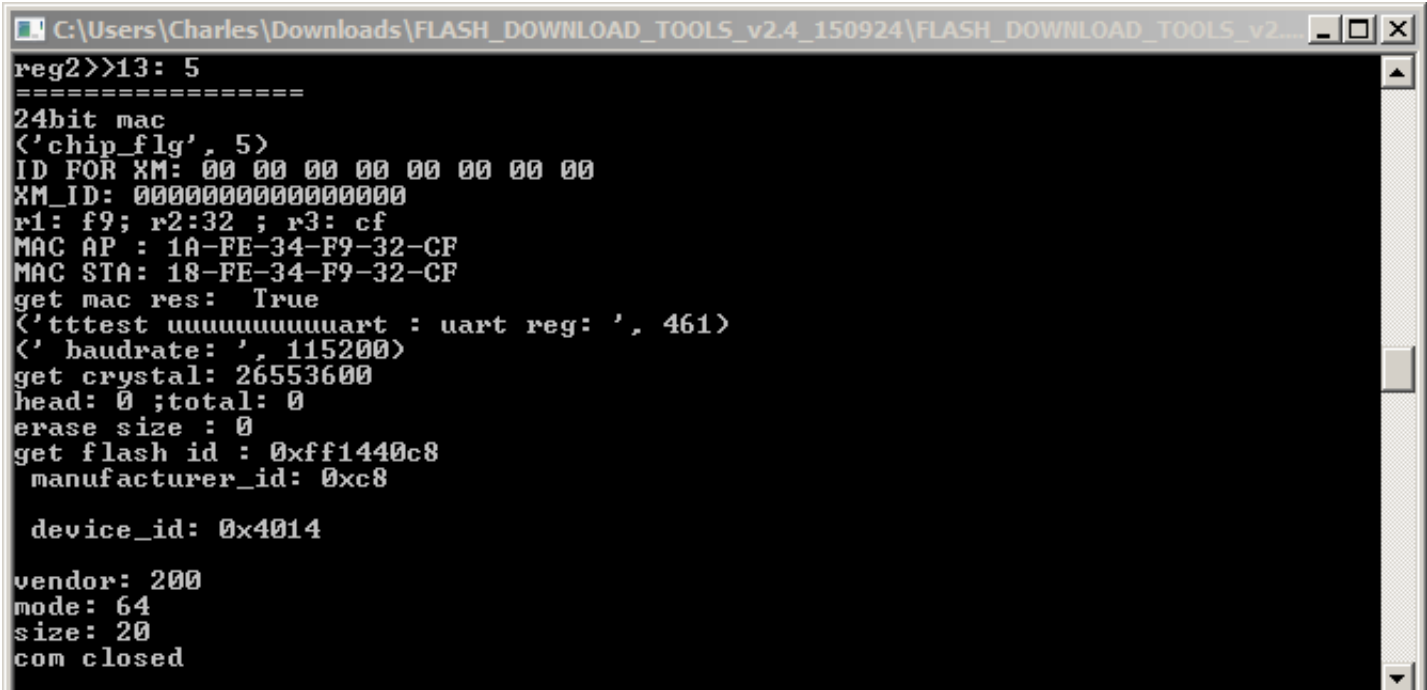 C:\Users\Charles\Downloads\FLASH_DOWNLOAD_TOOLS_v2.4_150924\FLASH_DOWNLOAD_TOOLS_v2....
reg2>>13: 5
=================
24bit mac
('chip_flg', 5)
ID FOR XM: 00 00 00 00 00 00 00 00
XM_ID: 0000000000000000
r1: f9; r2:32 ; r3: cf
MAC AP : 1A-FE-34-F9-32-CF
MAC STA: 18-FE-34-F9-32-CF
get mac res:  True
('tttest uuuuuuuuuuart : uart reg: ', 461)
(' baudrate: ', 115200)
get crystal: 26553600
head: 0 ;total: 0
erase size : 0
get flash id : 0xff1440c8
 manufacturer_id: 0xc8
 device_id: 0x4014
vendor: 200
mode: 64
size: 20
com closed